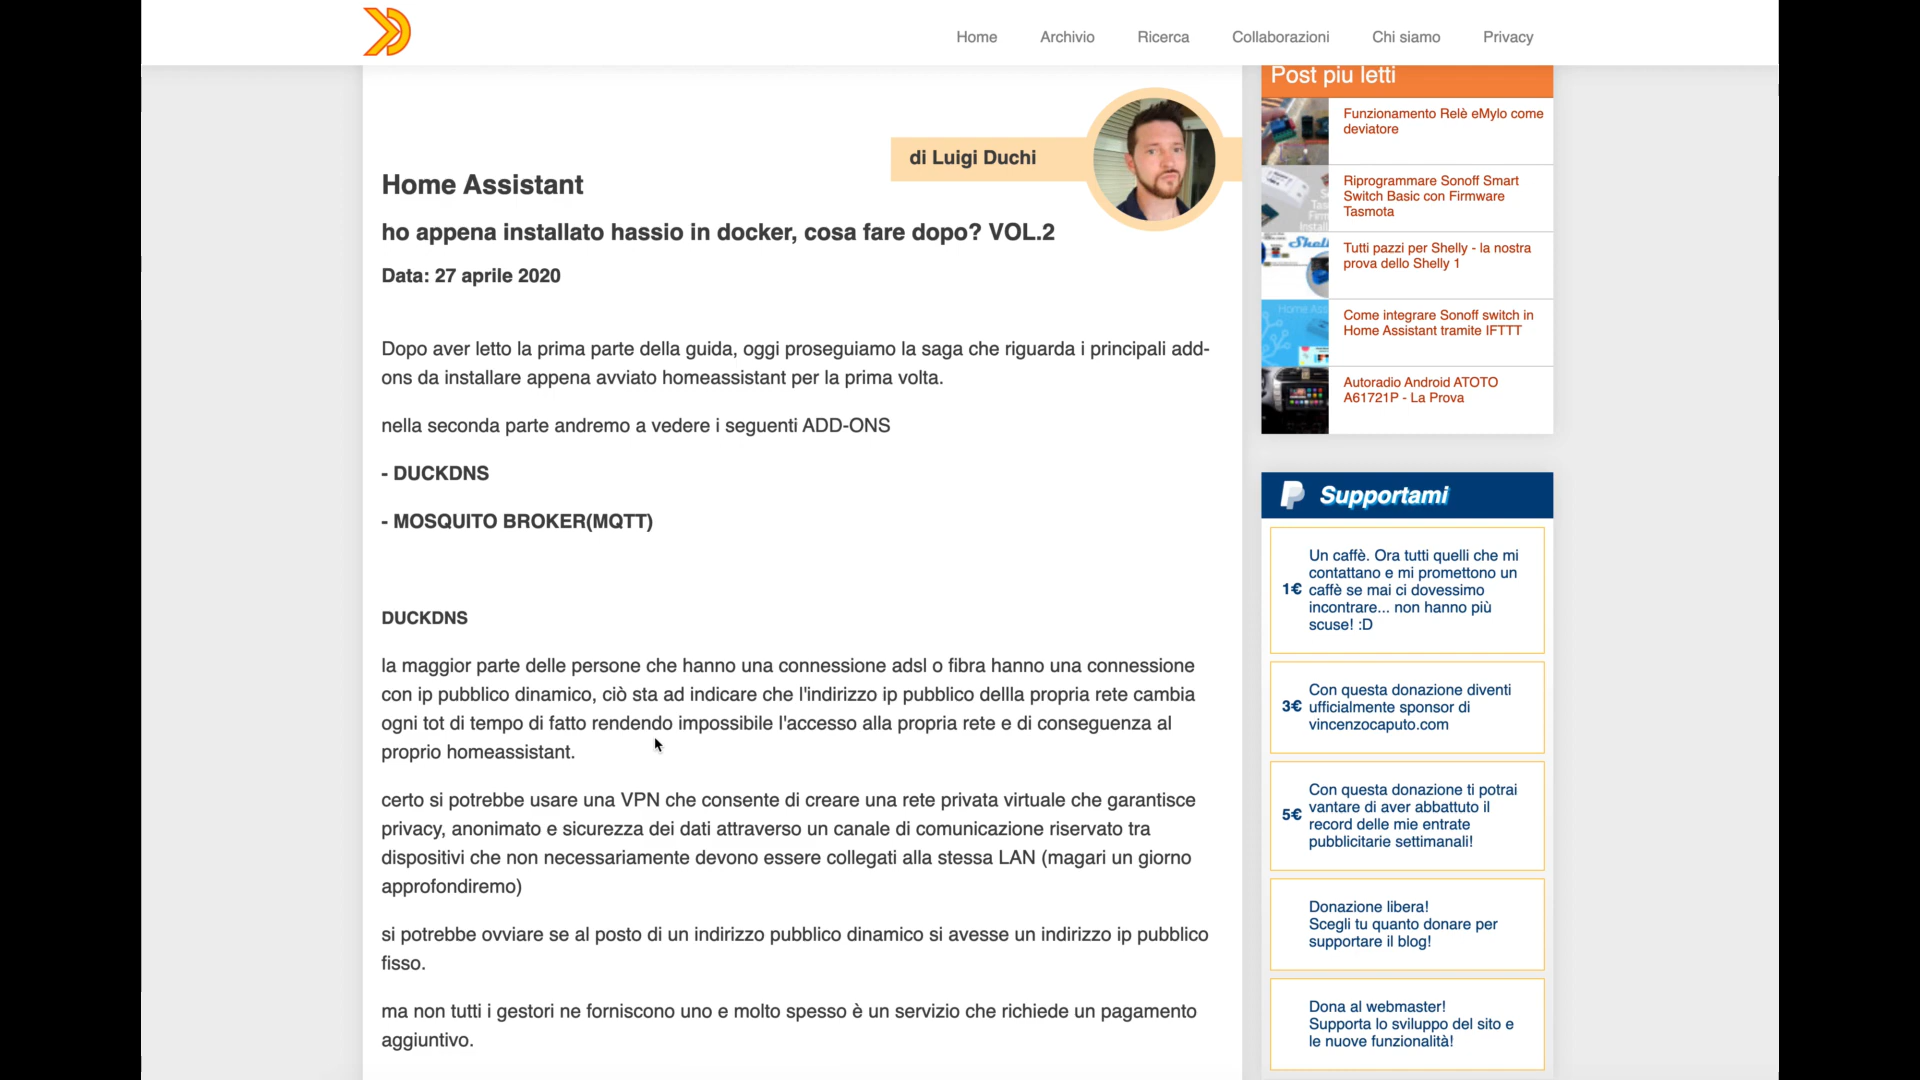 Home
Archivio
Ricerca
Collaborazioni
Chi siamo
Privacy
di Luigi Duchi
Home Assistant
ho appena installato hassio in docker, cosa fare dopo? VOL.2
Data: 27 aprile 2020
Dopo aver letto la prima parte della guida, oggi proseguiamo la saga che riguarda i principali add-
ons da installare appena avviato homeassistant per la prima volta.
nella seconda parte andremo a vedere i seguenti ADD-ONS
- DUCKDNS
- MOSQUITO BROKER(MQTT)
DUCKDNS
la maggior parte delle persone che hanno una connessione adsl o fibra hanno una connessione
con ip pubblico dinamico, ciò sta ad indicare che l'indirizzo ip pubblico dellla propria rete cambia
ogni tot di tempo di fatto rendendo impossibile l'accesso alla propria rete e di conseguenza al
proprio homeassistant.
certo si potrebbe usare una VPN che consente di creare una rete privata virtuale che garantisce
privacy, anonimato e sicurezza dei dati attraverso un canale di comunicazione riservato tra
dispositivi che non necessariamente devono essere collegati alla stessa LAN (magari un giorno
approfondiremo)
si potrebbe ovviare se al posto di un indirizzo pubblico dinamico si avesse un indirizzo ip pubblico
fisso.
ma non tutti i gestori ne forniscono uno e molto spesso è un servizio che richiede un pagamento
aggiuntivo.
Post piu letti
Funzionamento Relè eMylo come
deviatore
Riprogrammare Sonoff Smart
Switch Basic con Firmware
Tasmota
Tutti pazzi per Shelly - la nostra
prova dello Shelly 1
Come integrare Sonoff switch in
Home Assistant tramite IFTTT
Autoradio Android ATOTO
A61721P - La Prova
Supportami
1€
Un caffè. Ora tutti quelli che mi
contattano e mi promettono un
caffè se mai ci dovessimo
incontrare... non hanno più
scuse! :D
3€
Con questa donazione diventi
ufficialmente sponsor di
vincenzocaputo.com
5€
Con questa donazione ti potrai
vantare di aver abbattuto il
record delle mie entrate
pubblicitarie settimanali!
Donazione libera!
Scegli tu quanto donare per
supportare il blog!
Dona al webmaster!
Supporta lo sviluppo del sito e
le nuove funzionalità!